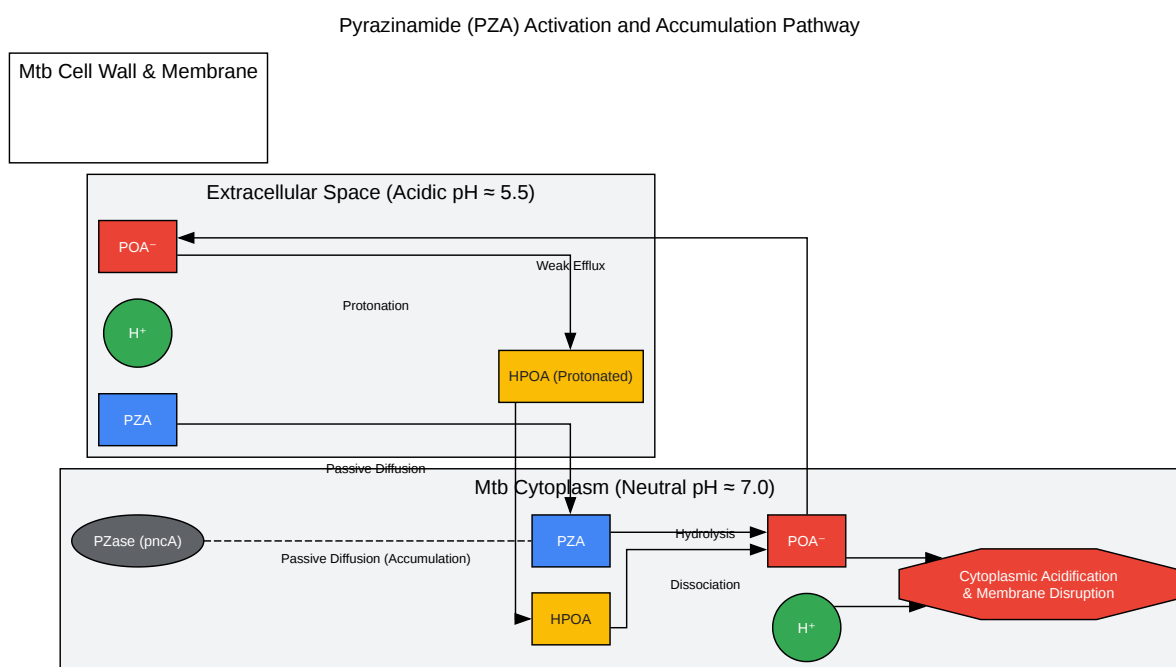 Pyrazinamide (PZA) Activation and Accumulation Pathway
Mtb Cell Wall & Membrane
Extracellular Space (Acidic pH ≈ 5.5)
POA⁻
Weak Efflux
Protonation
H⁺
HPOA (Protonated)
PZA
Passive Diffusion
Mtb Cytoplasm (Neutral pH ≈ 7.0)
PZase (pncA)
Passive Diffusion (Accumulation)
PZA
Hydrolysis
POA⁻
Dissociation
Cytoplasmic Acidification
& Membrane Disruption
HPOA
H⁺